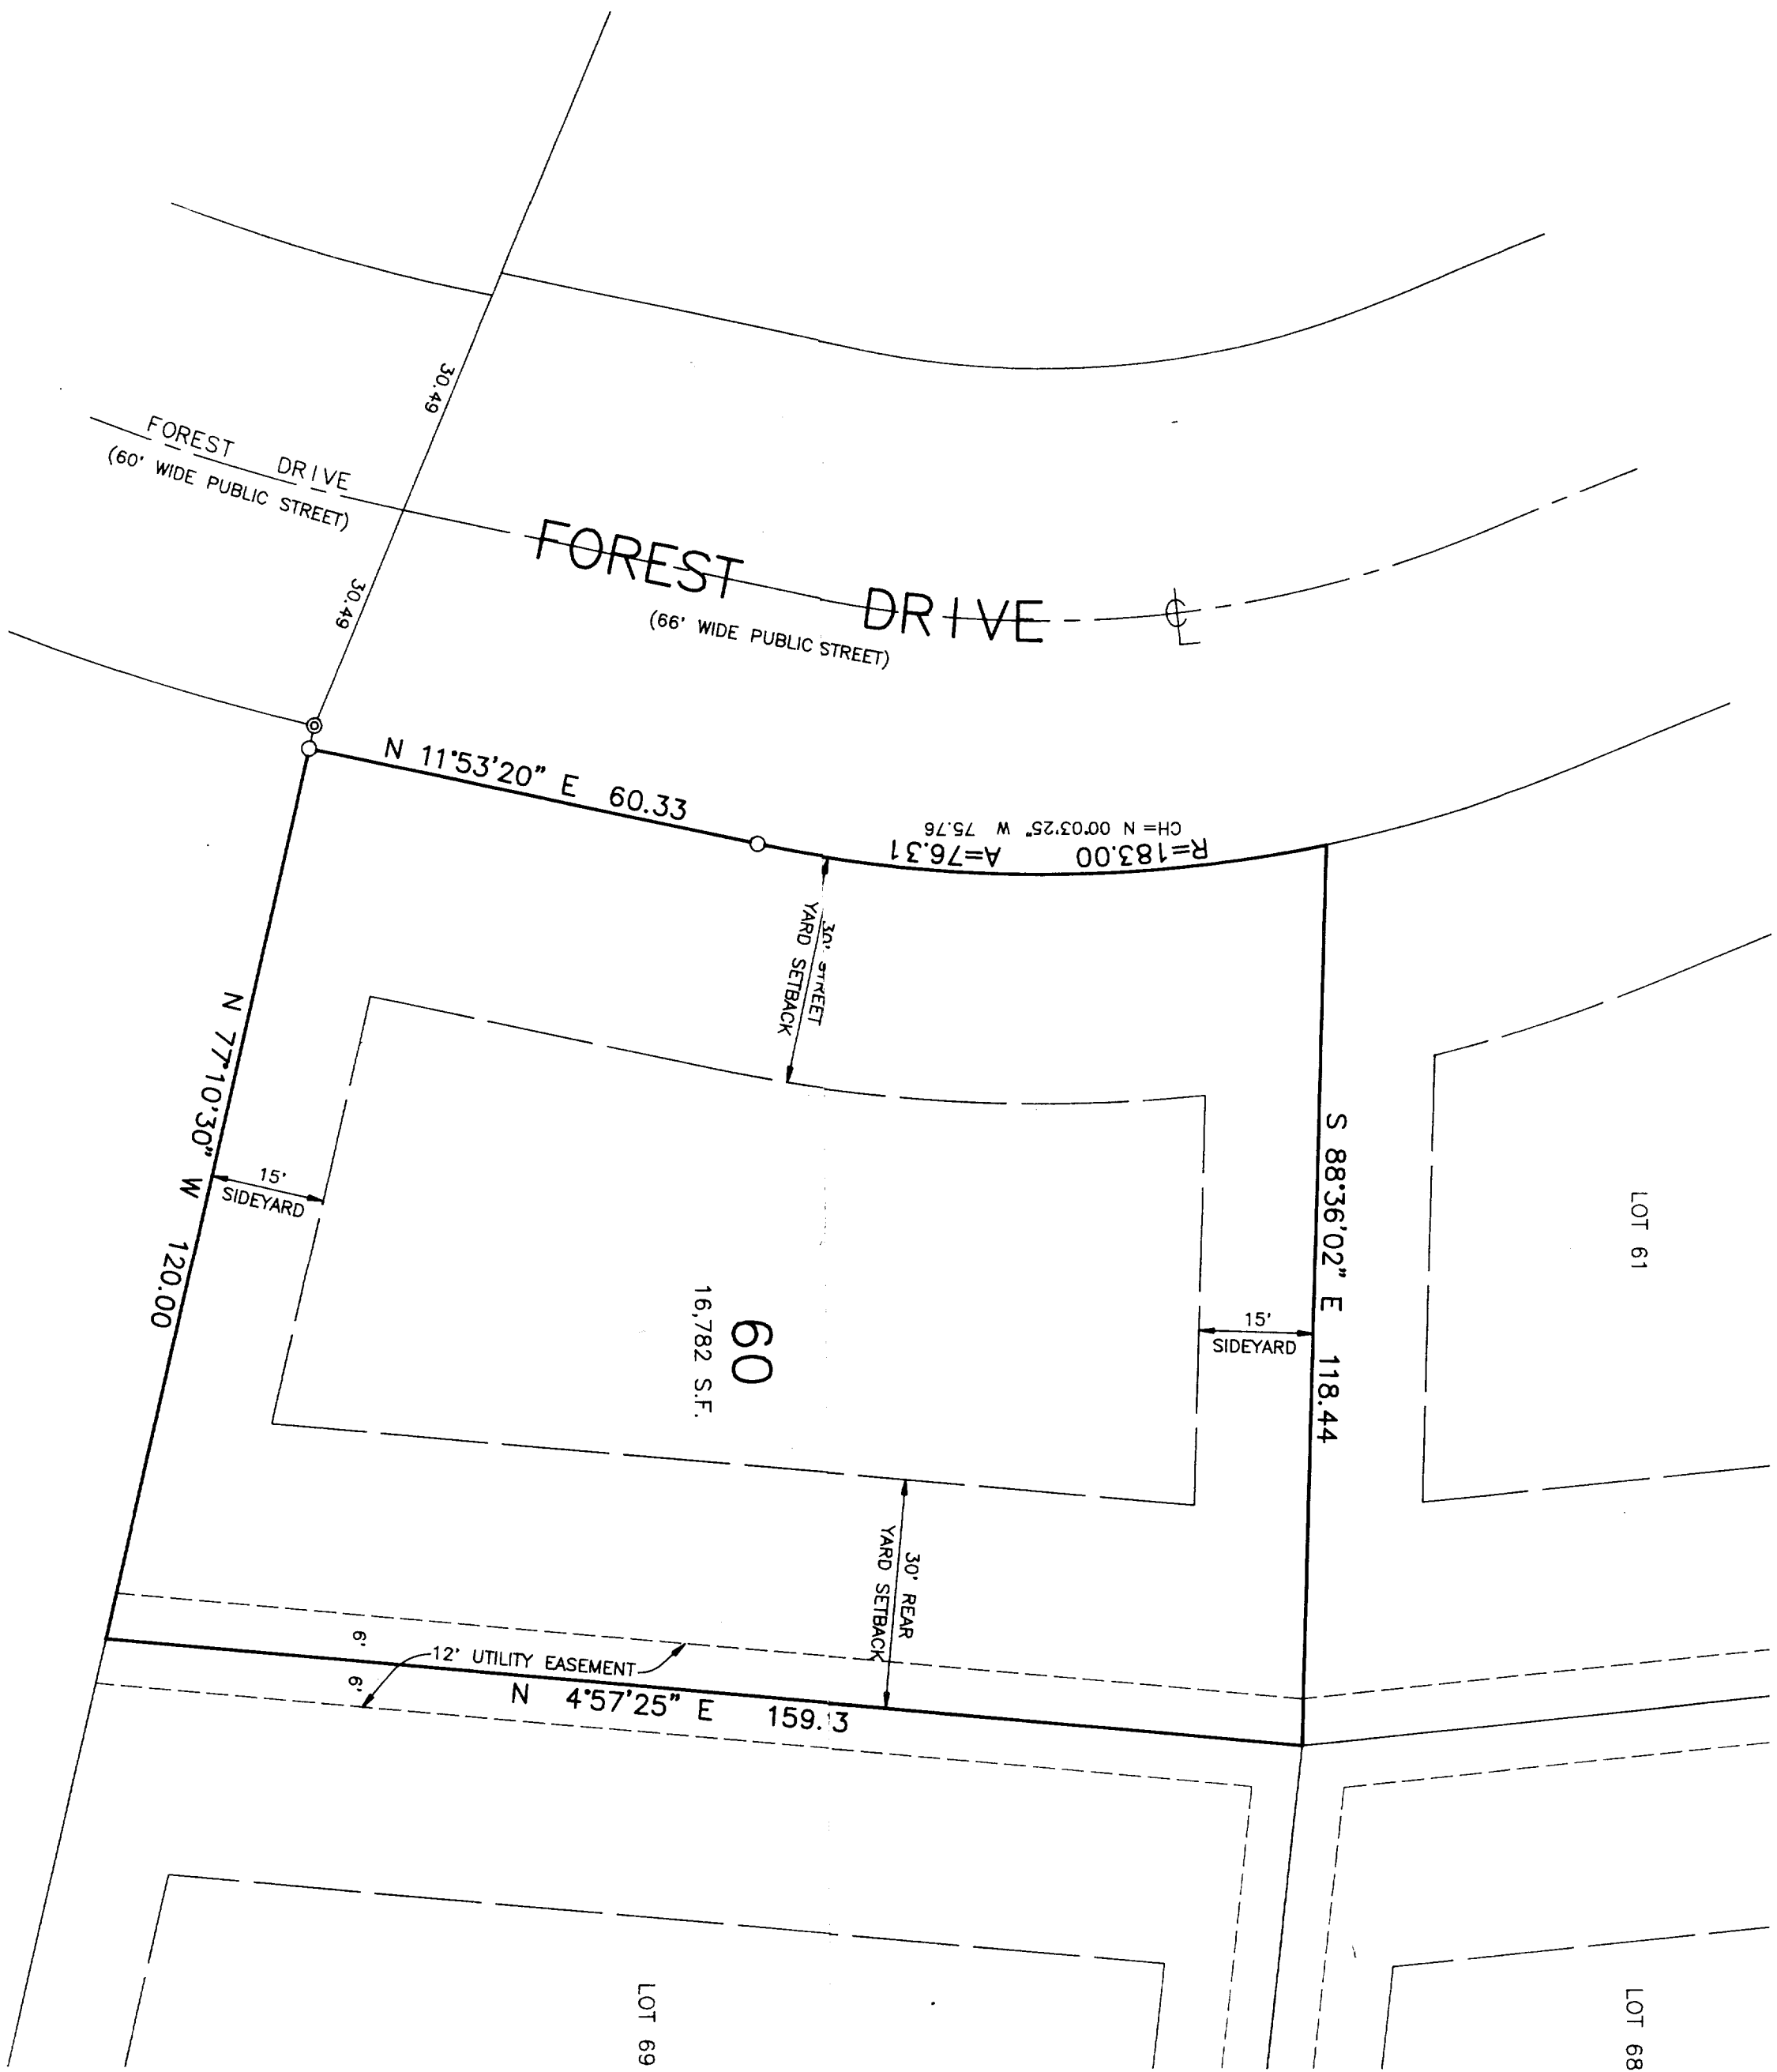 30.49
FOREST DRIVE
(60' WIDE PUBLIC STREET)
30.49
FOREST DRIVE
(66' WIDE PUBLIC STREET)
℄
N 11°53'20" E 60.33
R=183.00 A=76.31
CH= N 00°03'25" W 75.76
30' STREET
YARD SETBACK
N 77°10'30" W 120.00
15'
SIDEYARD
S 88°36'02" E 118.44
15'
SIDEYARD
LOT 61
60
16,782 S.F.
30' REAR
YARD SETBACK
6'
12' UTILITY EASEMENT
6'
N 4°57'25" E 159.13
LOT 69
LOT 68